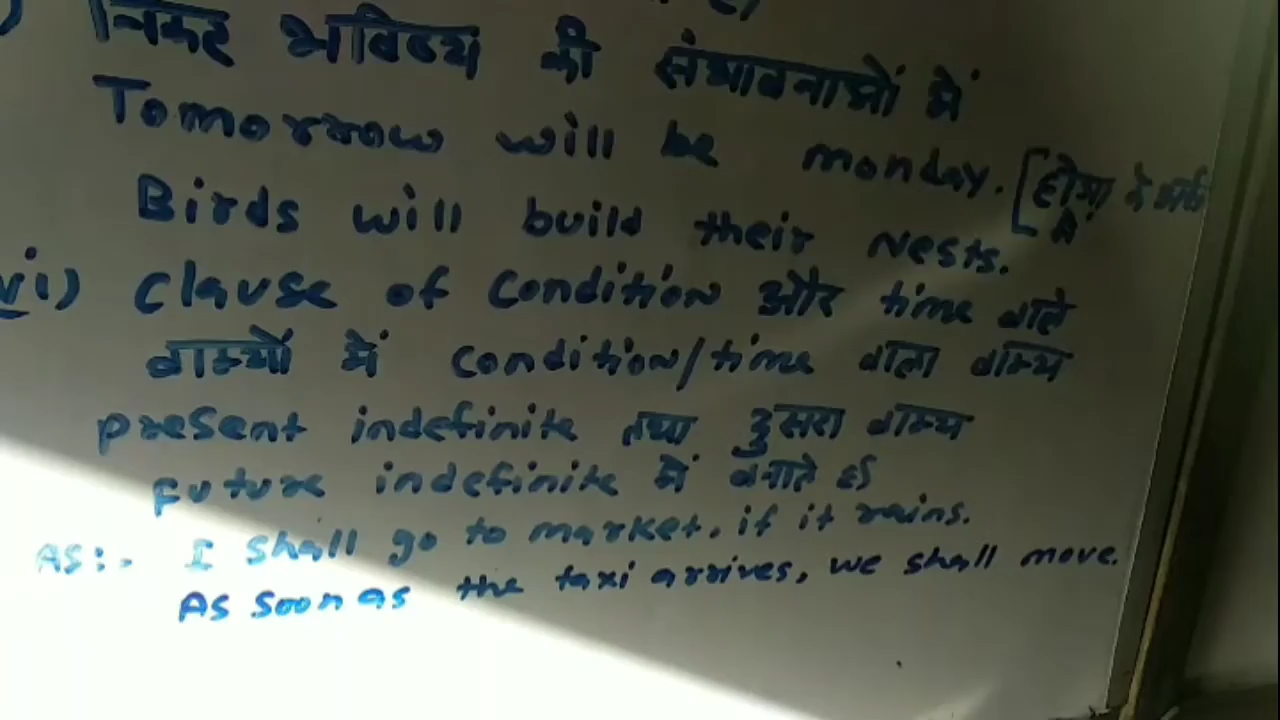 निकट भविष्य की संभावनाओं में
Tomorrow will be monday. [होगा के अर्थ में
Birds will build their Nests.
vi) Clause of Condition और time वाले
वाक्यों में Condition/time वाला वाक्य
present indefinite तथा दुसरा वाक्य
Future indefinite में बनाते हैं
As:- I shall go to market, if it rains.
As soon as the taxi arrives, we shall move.